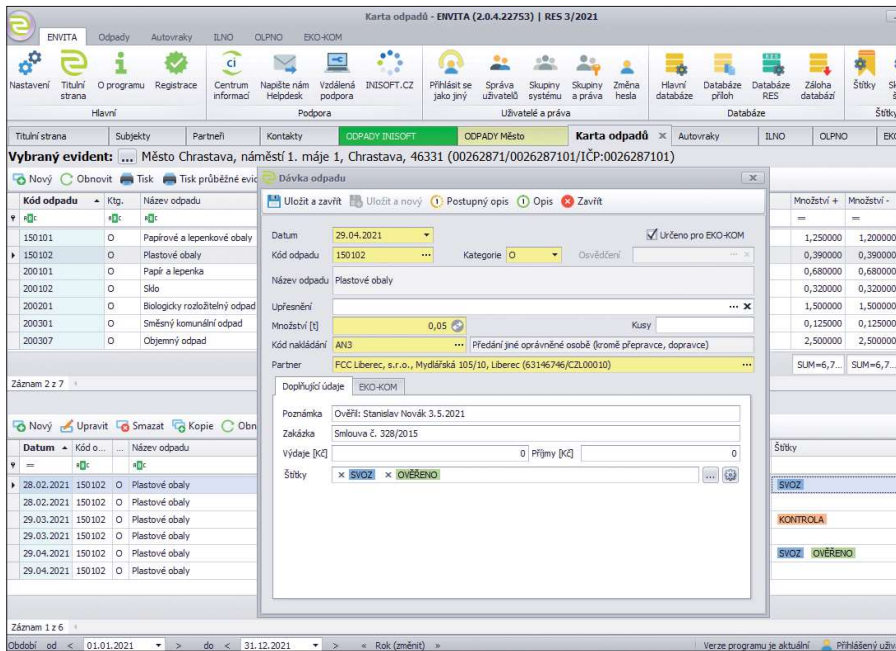 Karta odpadů - ENVITA (2.0.4.22753) | RES 3/2021
ENVITA Odpady Autovraky ILNO OLPNO EKO-KOM
Nastavení Titulní strana O programu Registrace Centrum informací Napište nám Helpdesk Vzdálená podpora INISOFT.CZ Přihlásit se jako jiný Správa uživatelů Skupiny systému Skupiny a práva Změna hesla Hlavní databáze Databáze příloh Databáze RES Záloha databází Štítky
Hlavní Podpora Uživatelé a práva Databáze Štítky
Titulní strana Subjekty Partneři Kontakty ODPADY INISOFT ODPADY Město Karta odpadů × Autovraky ILNO OLPNO
Vybraný evident: ... Město Chrastava, náměstí 1. máje 1, Chrastava, 46331 (00262871/0026287101/IČP:0026287101)
Nový Obnovit Tisk Tisk průběžné evid
Kód odpadu Ktg. Název odpadu Množství + Množství -
= =
150101 O Papírové a lepenkové obaly 1,250000 1,200000
150102 O Plastové obaly 0,390000 0,390000
200101 O Papír a lepenka 0,680000 0,680000
200102 O Sklo 0,320000 0,320000
200201 O Biologicky rozložitelný odpad 1,500000 1,500000
200301 O Směsný komunální odpad 0,125000 0,125000
200307 O Objemný odpad 2,500000 2,500000
SUM=6,7... SUM=6,7...
Záznam 2 z 7
Dávka odpadu
Uložit a zavřít Uložit a nový Postupný opis Opis Zavřít
Datum 29.04.2021 Určeno pro EKO-KOM
Kód odpadu 150102 ... Kategorie O Osvědčení ... ×
Název odpadu Plastové obaly
Upřesnění ... ×
Množství [t] 0,05 Kusy
Kód nakládání AN3 ... Předání jiné oprávněné osobě (kromě přepravce, dopravce)
Partner FCC Liberec, s.r.o., Mydlářská 105/10, Liberec (63146746/CZL00010) ...
Doplňující údaje EKO-KOM
Poznámka Ověřil: Stanislav Novák 3.5.2021
Zakázka Smlouva č. 328/2015
Výdaje [Kč] 0 Příjmy [Kč] 0
Štítky × SVOZ × OVĚŘENO ...
Nový Upravit Smazat Kopie Obn
Datum Kód o... ... Název odpadu Štítky
=
28.02.2021 150102 O Plastové obaly SVOZ
28.02.2021 150102 O Plastové obaly
29.03.2021 150102 O Plastové obaly KONTROLA
29.03.2021 150102 O Plastové obaly
29.04.2021 150102 O Plastové obaly SVOZ OVĚŘENO
29.04.2021 150102 O Plastové obaly
Záznam 1 z 6
Období od < 01.01.2021 > do < 31.12.2021 > « Rok (změnit) » Verze programu je aktuální Přihlášený uživ